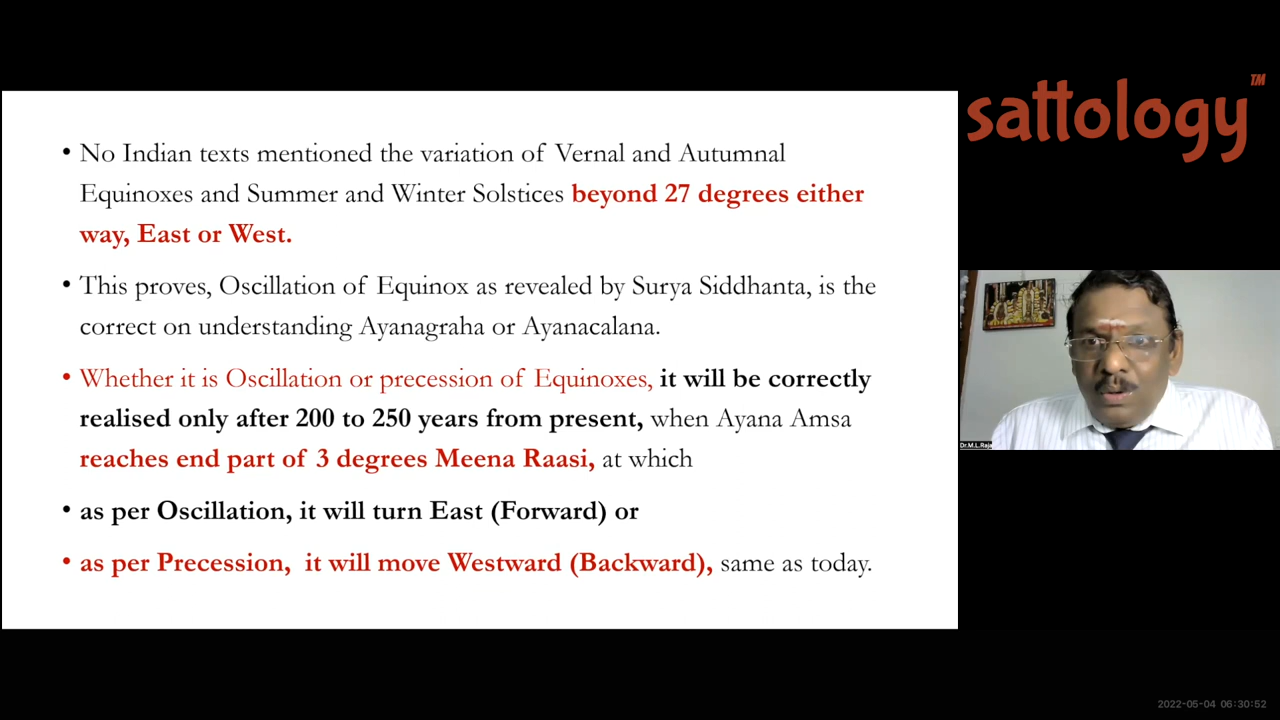 • No Indian texts mentioned the variation of Vernal and Autumnal
Equinoxes and Summer and Winter Solstices beyond 27 degrees either
way, East or West.
• This proves, Oscillation of Equinox as revealed by Surya Siddhanta, is the
correct on understanding Ayanagraha or Ayanacalana.
• Whether it is Oscillation or precession of Equinoxes, it will be correctly
realised only after 200 to 250 years from present, when Ayana Amsa
reaches end part of 3 degrees Meena Raasi, at which
• as per Oscillation, it will turn East (Forward) or
• as per Precession, it will move Westward (Backward), same as today.
sattology™
Dr.M.L.Raja
2022-05-04 06:30:52